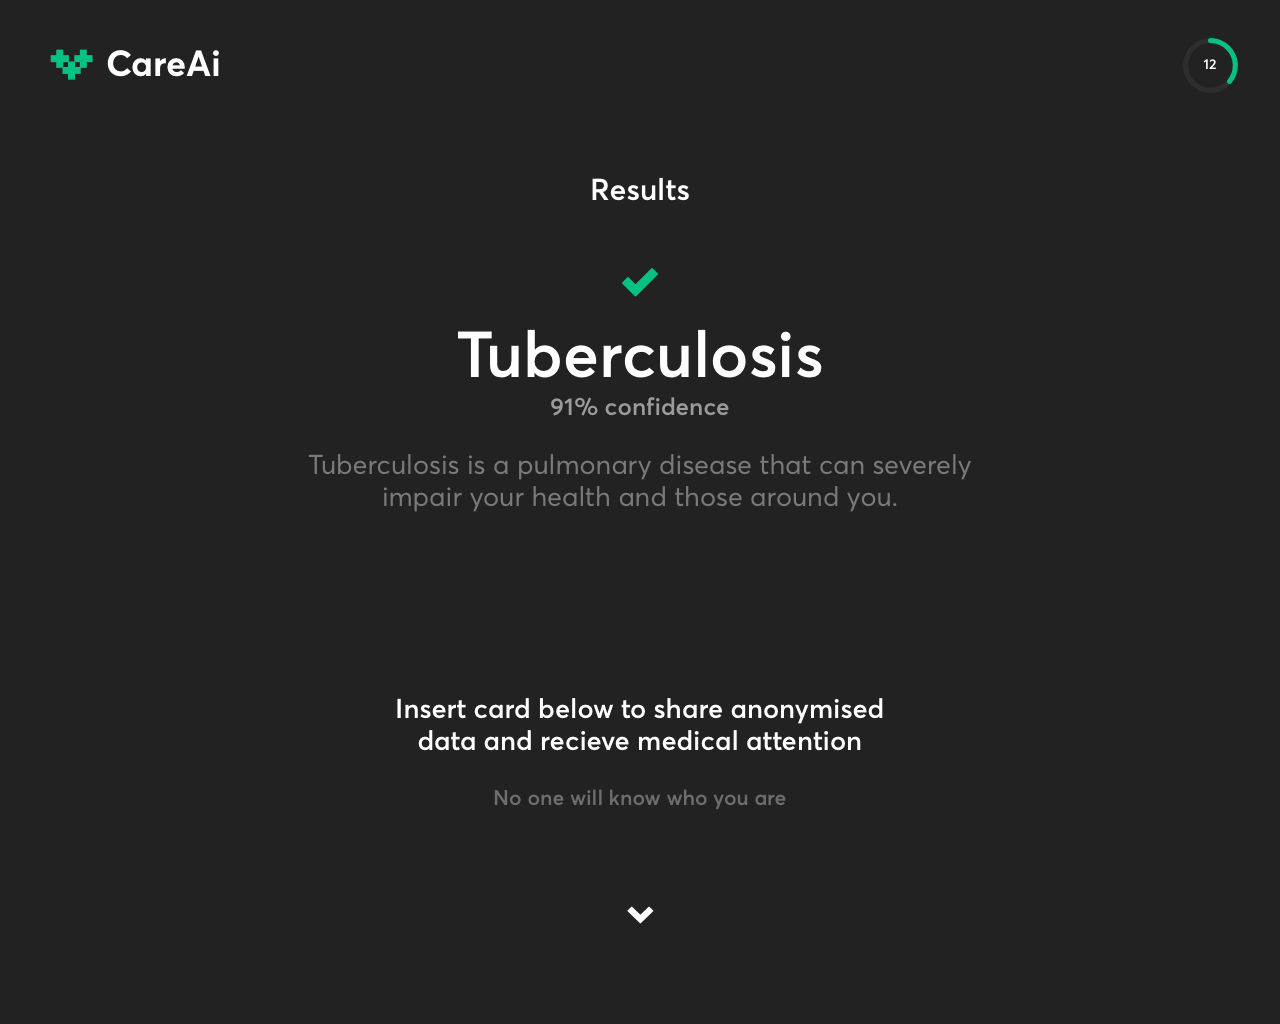 CareAi
12
Results
Tuberculosis
91% confidence
Tuberculosis is a pulmonary disease that can severely
impair your health and those around you.
Insert card below to share anonymised
data and recieve medical attention
No one will know who you are